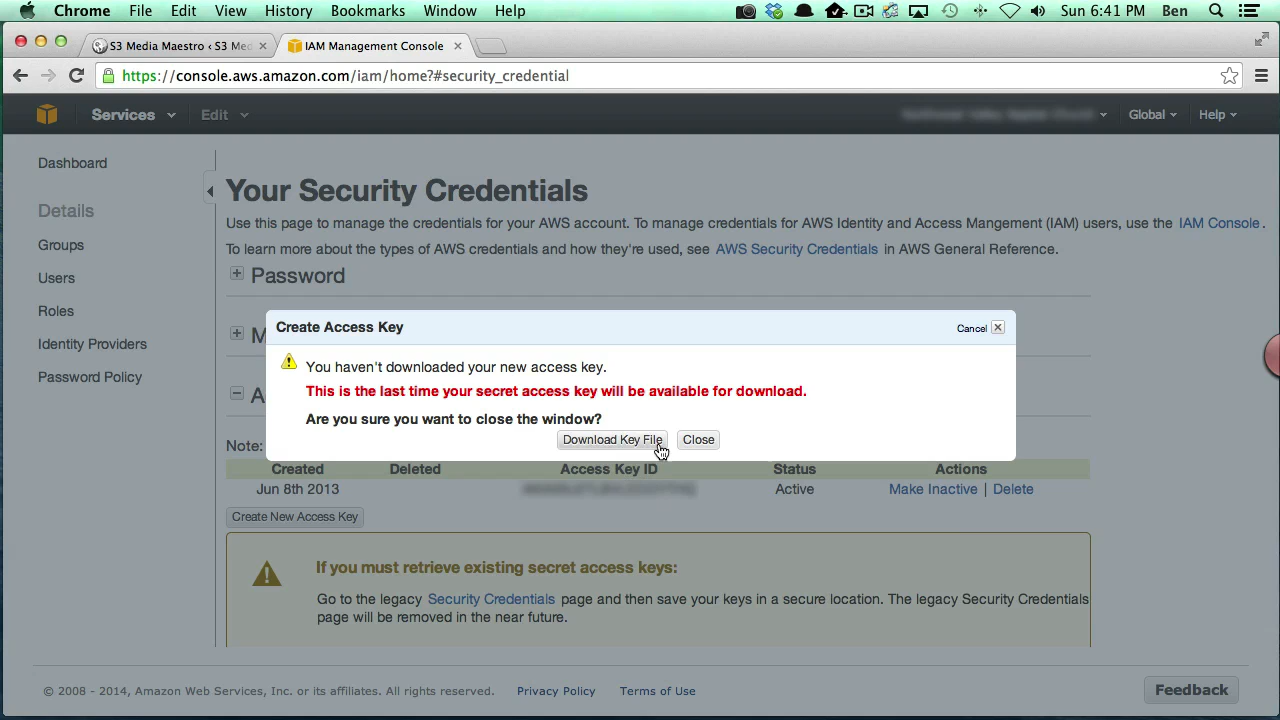 Chrome File Edit View History Bookmarks Window Help Sun 6:41 PM Ben
S3 Media Maestro ‹ S3 Med IAM Management Console
https://console.aws.amazon.com/iam/home?#security_credential
Services Edit Global Help
Dashboard
Details
Groups
Users
Roles
Identity Providers
Password Policy
Your Security Credentials
Use this page to manage the credentials for your AWS account. To manage credentials for AWS Identity and Access Mangement (IAM) users, use the IAM Console.
To learn more about the types of AWS credentials and how they're used, see AWS Security Credentials in AWS General Reference.
Password
M
A
Create Access Key Cancel
You haven't downloaded your new access key.
This is the last time your secret access key will be available for download.
Are you sure you want to close the window?
Download Key File Close
Note:
Created Deleted Access Key ID Status Actions
Jun 8th 2013 Active Make Inactive | Delete
Create New Access Key
If you must retrieve existing secret access keys:
Go to the legacy Security Credentials page and then save your keys in a secure location. The legacy Security Credentials
page will be removed in the near future.
© 2008 - 2014, Amazon Web Services, Inc. or its affiliates. All rights reserved. Privacy Policy Terms of Use
Feedback